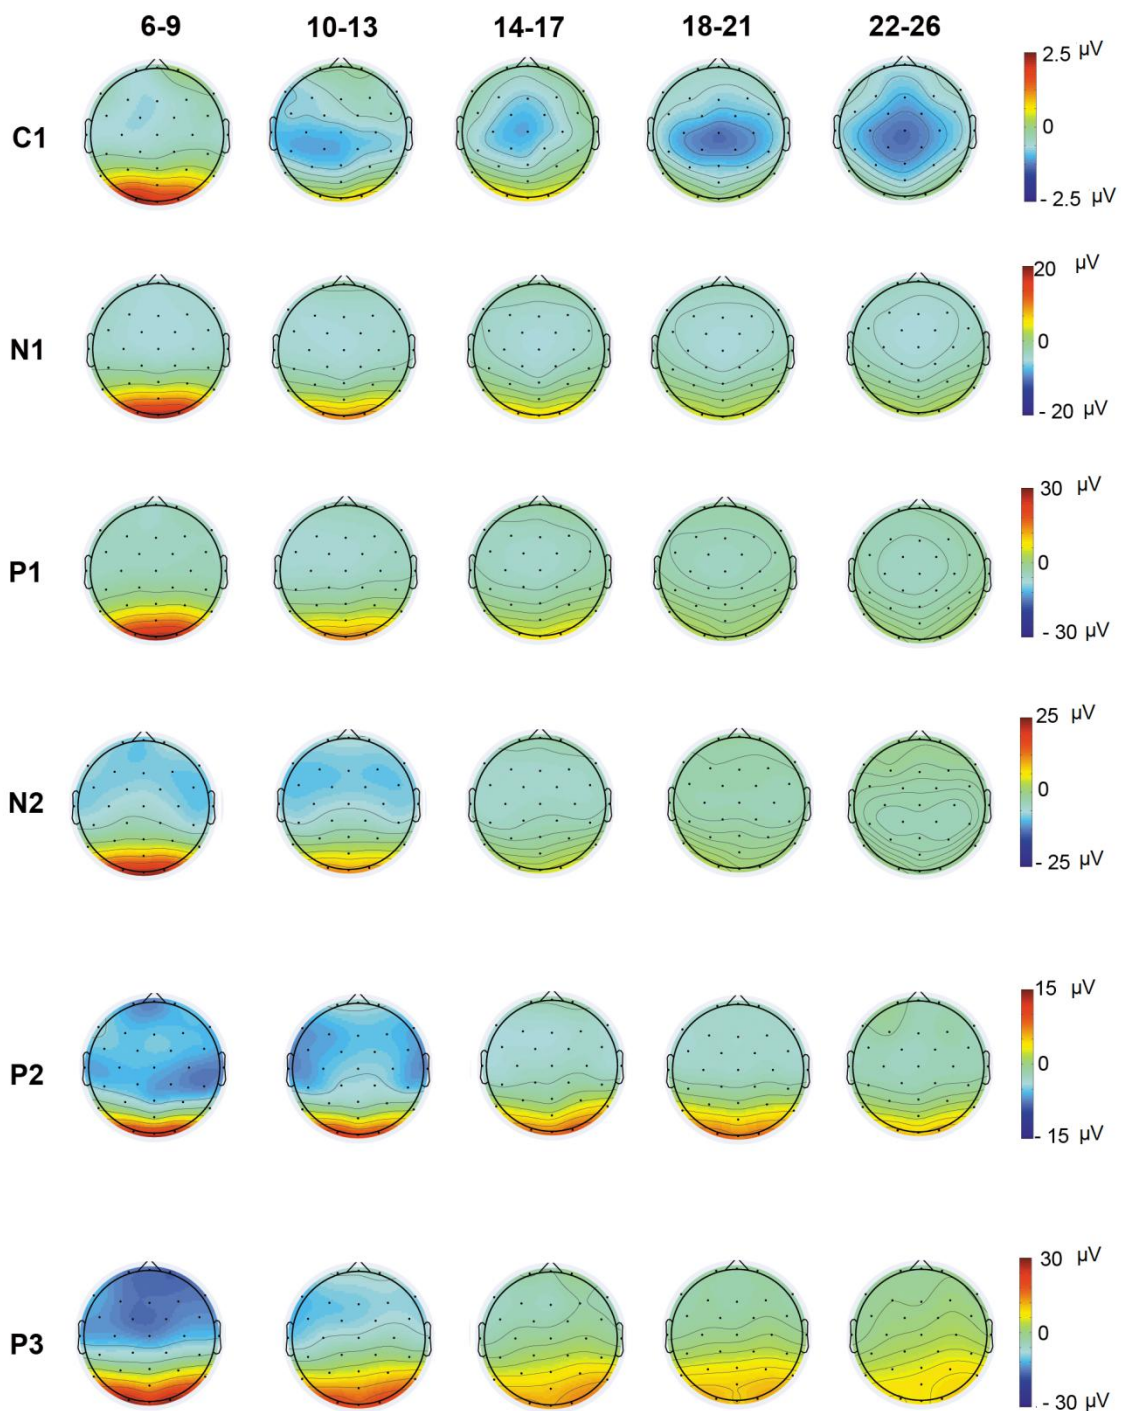 6-9 10-13 14-17 18-21 22-26
2.5 µV
C1 0
- 2.5 µV
20 µV
N1 0
- 20 µV
30 µV
P1 0
- 30 µV
25 µV
N2 0
- 25 µV
15 µV
P2 0
- 15 µV
30 µV
P3 0
- 30 µV